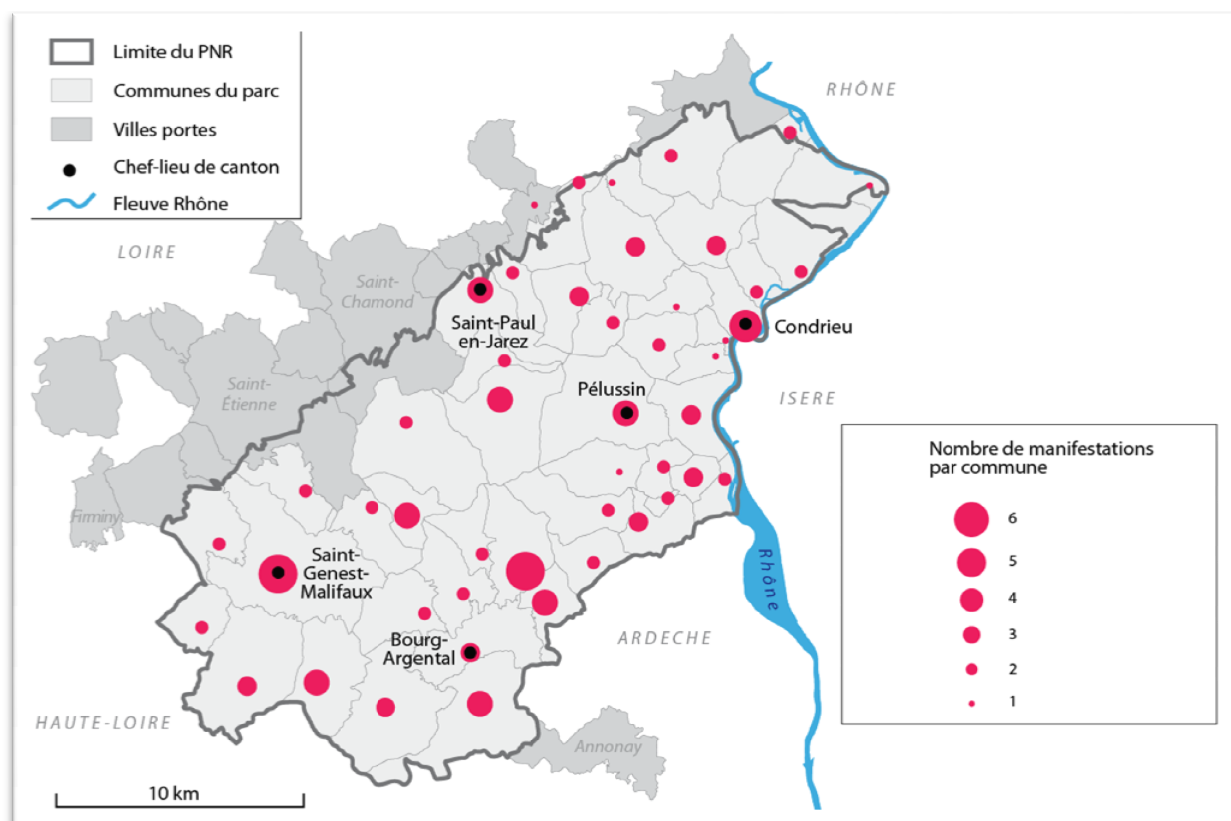 Limite du PNR
Communes du parc
Villes portes
Chef-lieu de canton
Fleuve Rhône
RHÔNE
LOIRE
Saint-
Chamond
Saint-Paul
en-Jarez
Condrieu
Saint-
Étienne
Pélussin
ISERE
Firminy
Saint-
Genest-
Malifaux
Rhône
Bourg-
Argental
ARDECHE
HAUTE-LOIRE
Annonay
10 km
Nombre de manifestations
par commune
6
5
4
3
2
1